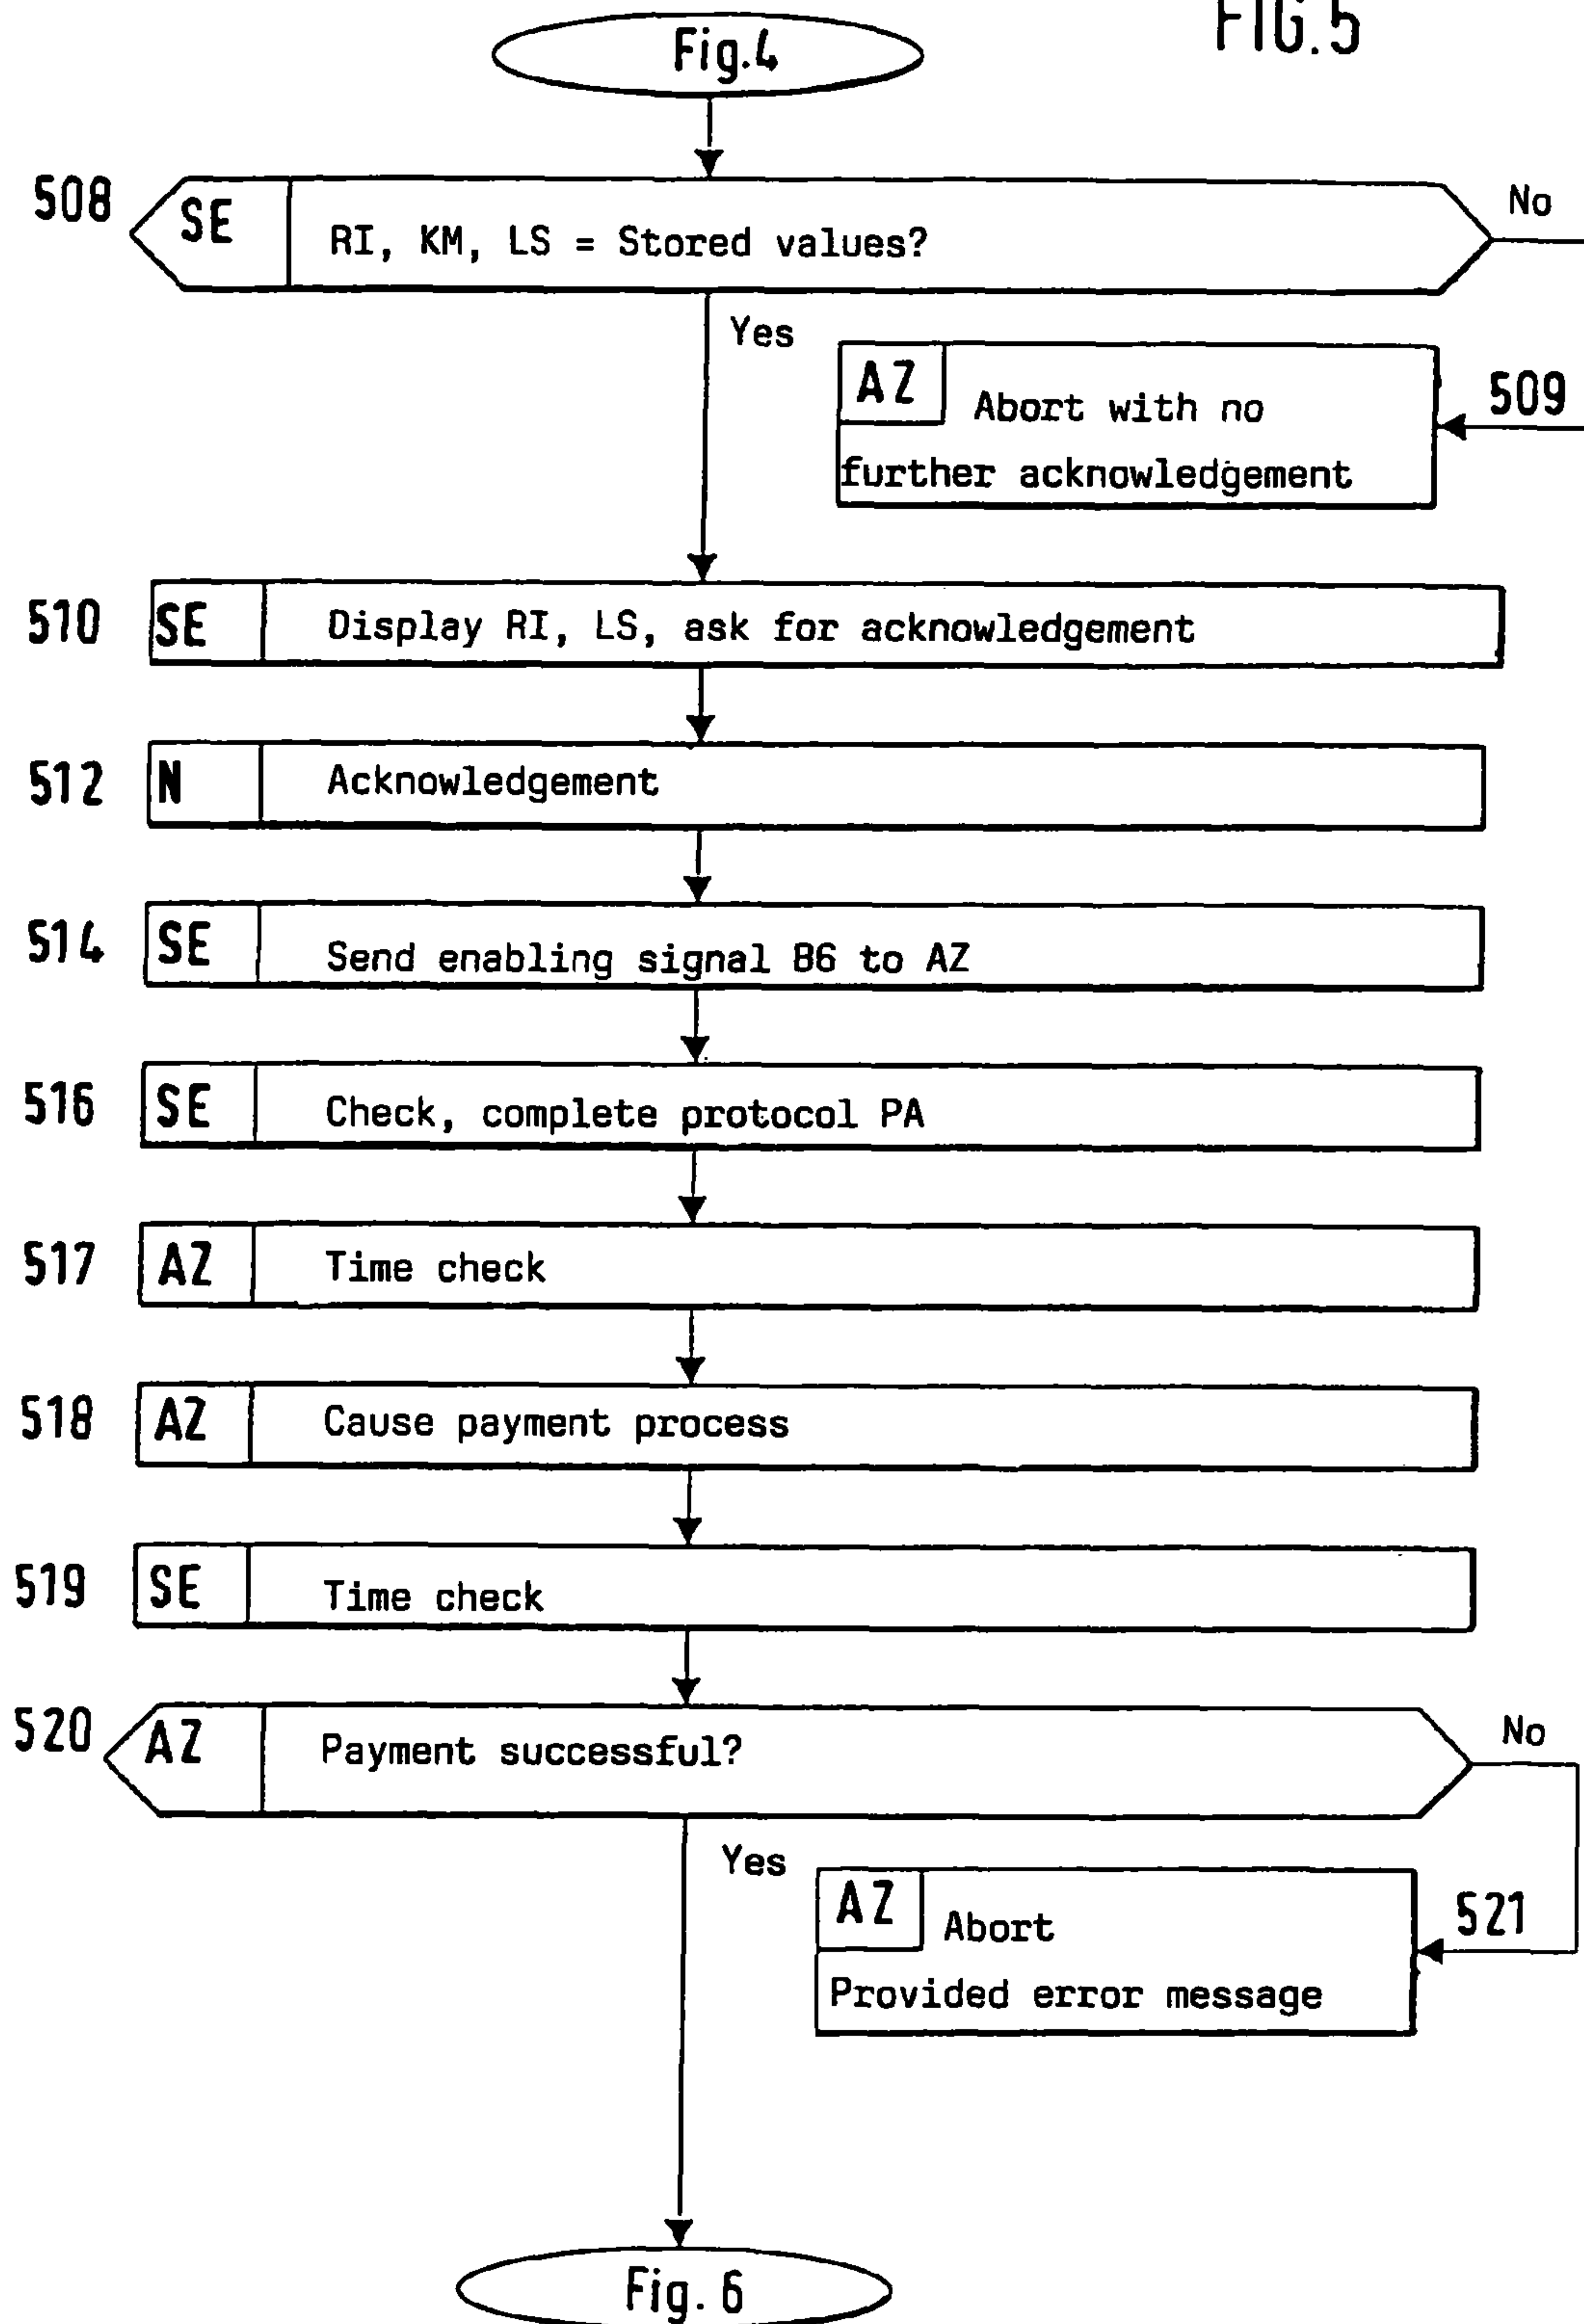 FIG.5
Fig.4
508
SE
RI, KM, LS = Stored values?
No
Yes
AZ
Abort with no
further acknowledgement
509
510
SE
Display RI, LS, ask for acknowledgement
512
N
Acknowledgement
514
SE
Send enabling signal 86 to AZ
516
SE
Check, complete protocol PA
517
AZ
Time check
518
AZ
Cause payment process
519
SE
Time check
520
AZ
Payment successful?
No
Yes
AZ
Abort
Provided error message
521
Fig. 6